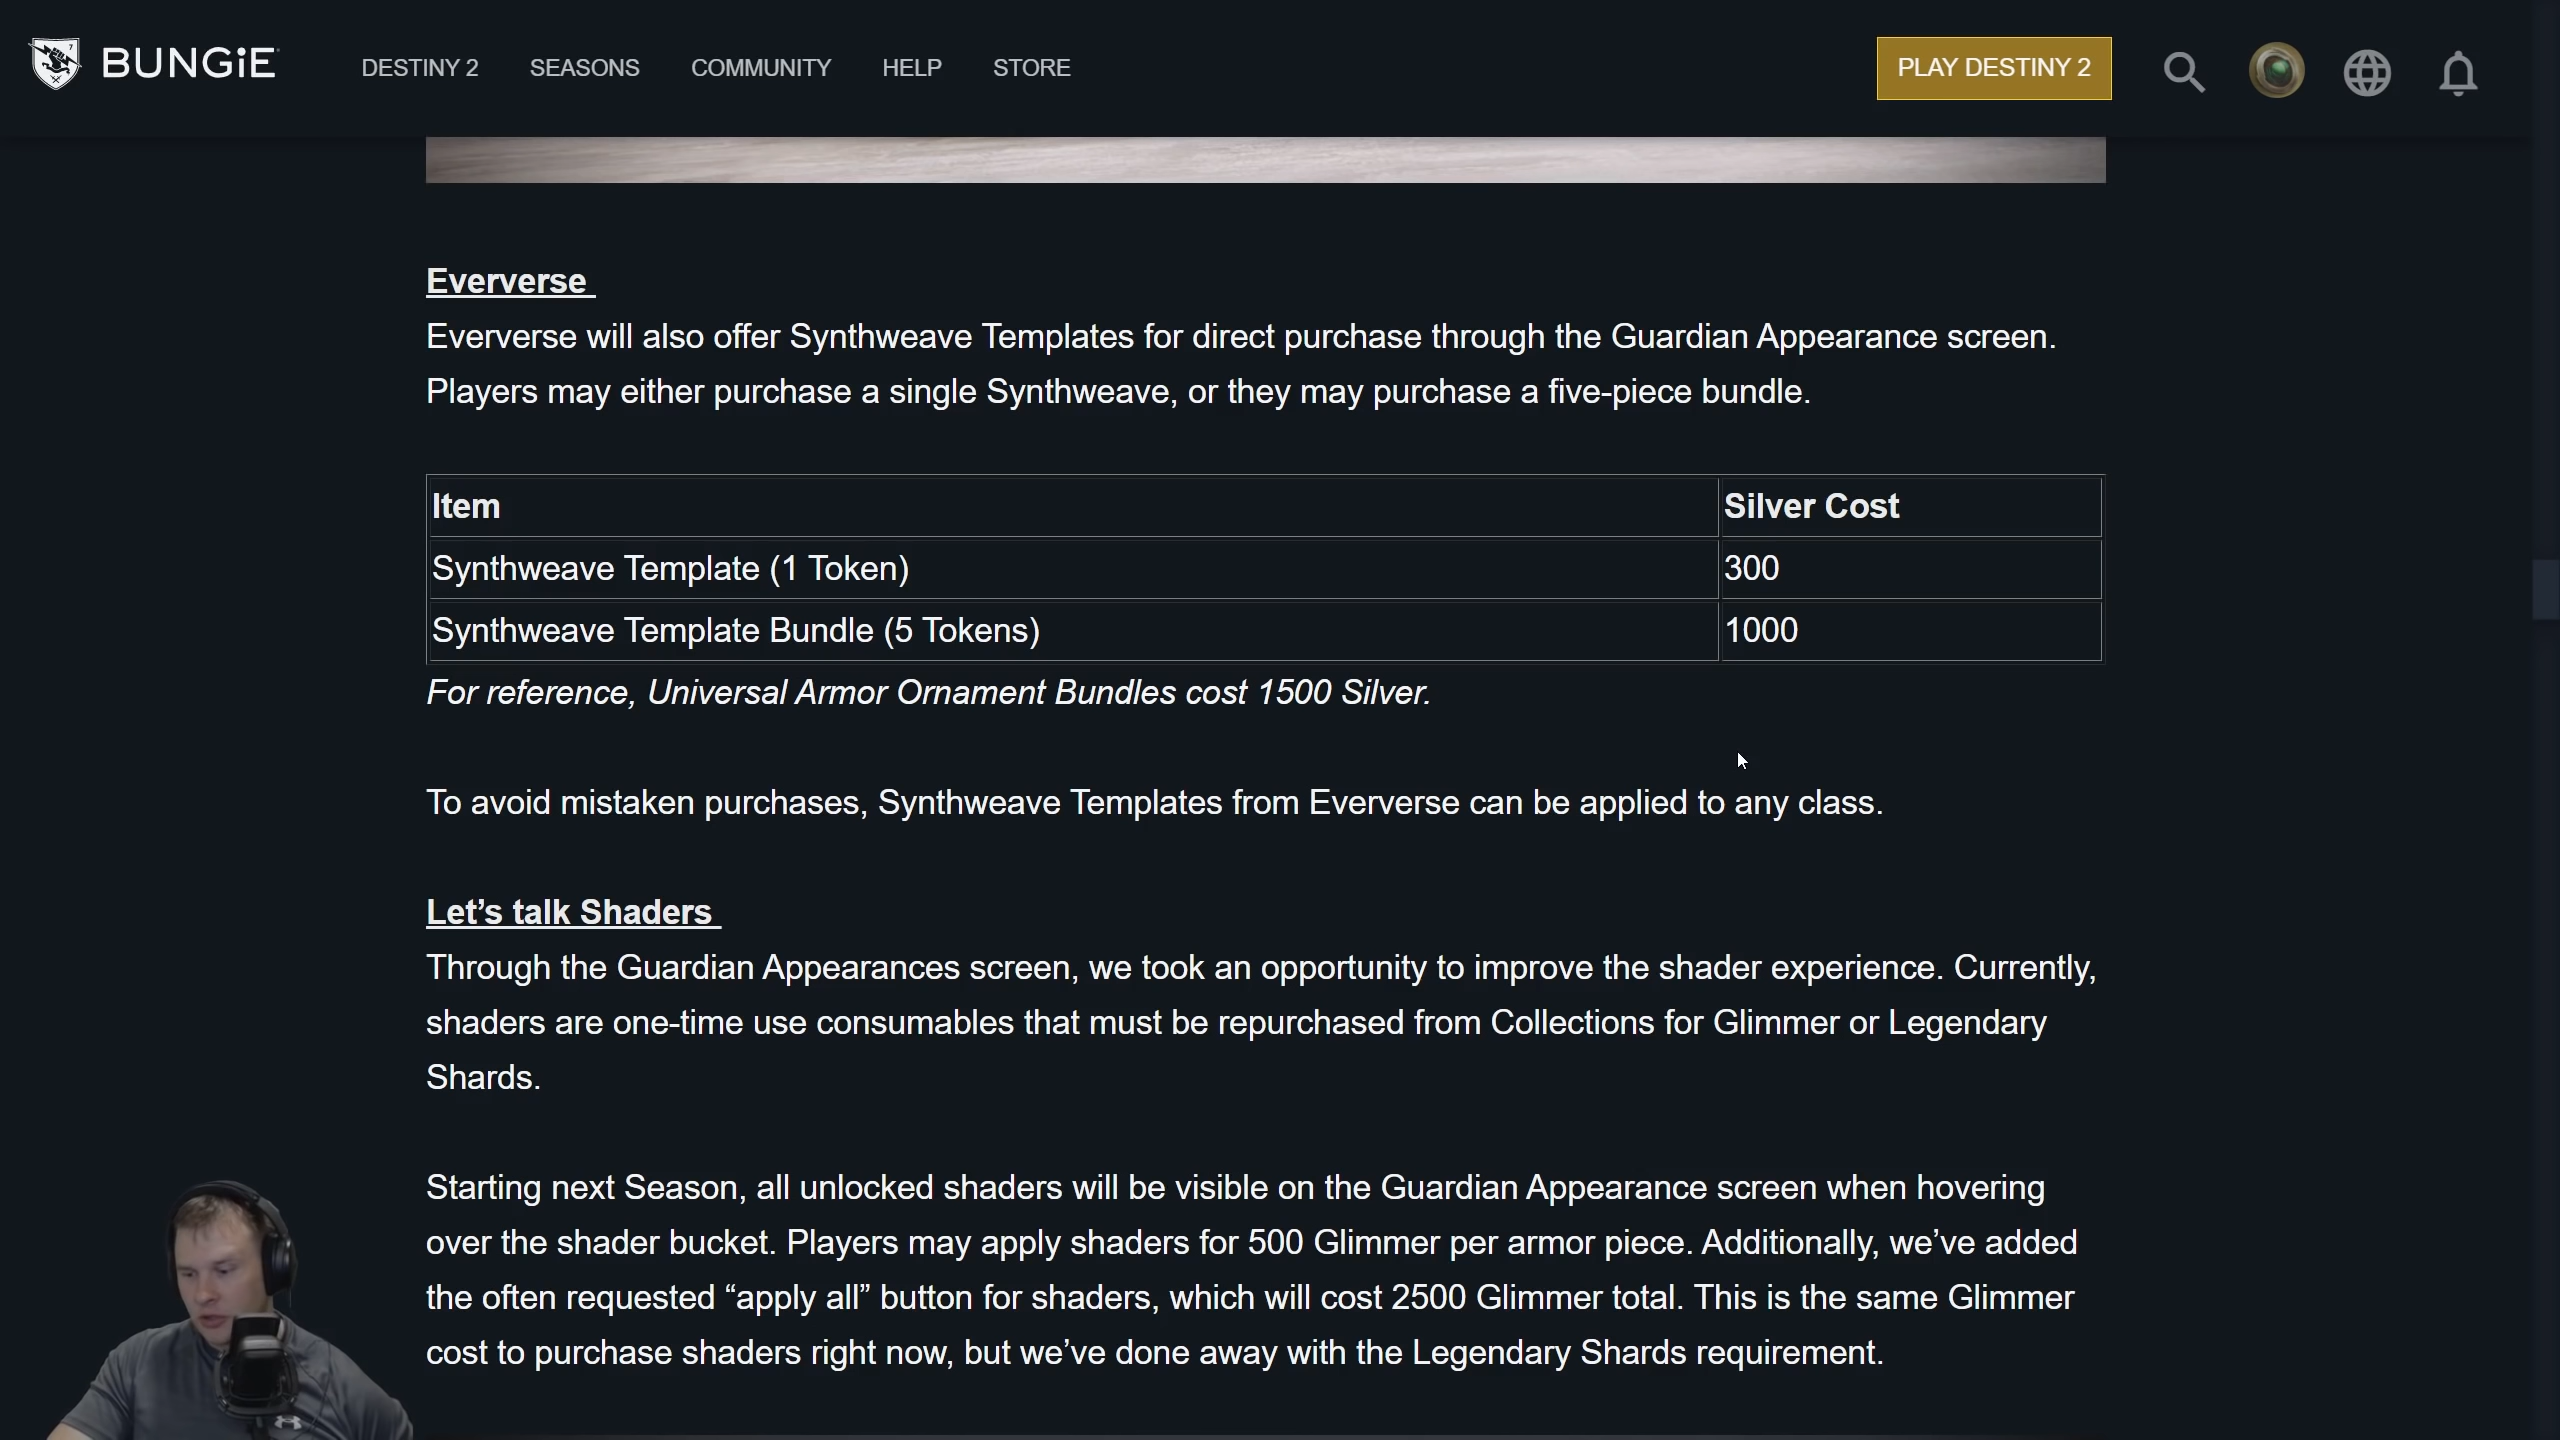 BUNGiE DESTINY 2 SEASONS COMMUNITY HELP STORE PLAY DESTINY 2
Eververse
Eververse will also offer Synthweave Templates for direct purchase through the Guardian Appearance screen.
Players may either purchase a single Synthweave, or they may purchase a five-piece bundle.
Item Silver Cost
Synthweave Template (1 Token) 300
Synthweave Template Bundle (5 Tokens) 1000
For reference, Universal Armor Ornament Bundles cost 1500 Silver.
To avoid mistaken purchases, Synthweave Templates from Eververse can be applied to any class.
Let’s talk Shaders
Through the Guardian Appearances screen, we took an opportunity to improve the shader experience. Currently,
shaders are one-time use consumables that must be repurchased from Collections for Glimmer or Legendary
Shards.
Starting next Season, all unlocked shaders will be visible on the Guardian Appearance screen when hovering
over the shader bucket. Players may apply shaders for 500 Glimmer per armor piece. Additionally, we’ve added
the often requested “apply all” button for shaders, which will cost 2500 Glimmer total. This is the same Glimmer
cost to purchase shaders right now, but we’ve done away with the Legendary Shards requirement.